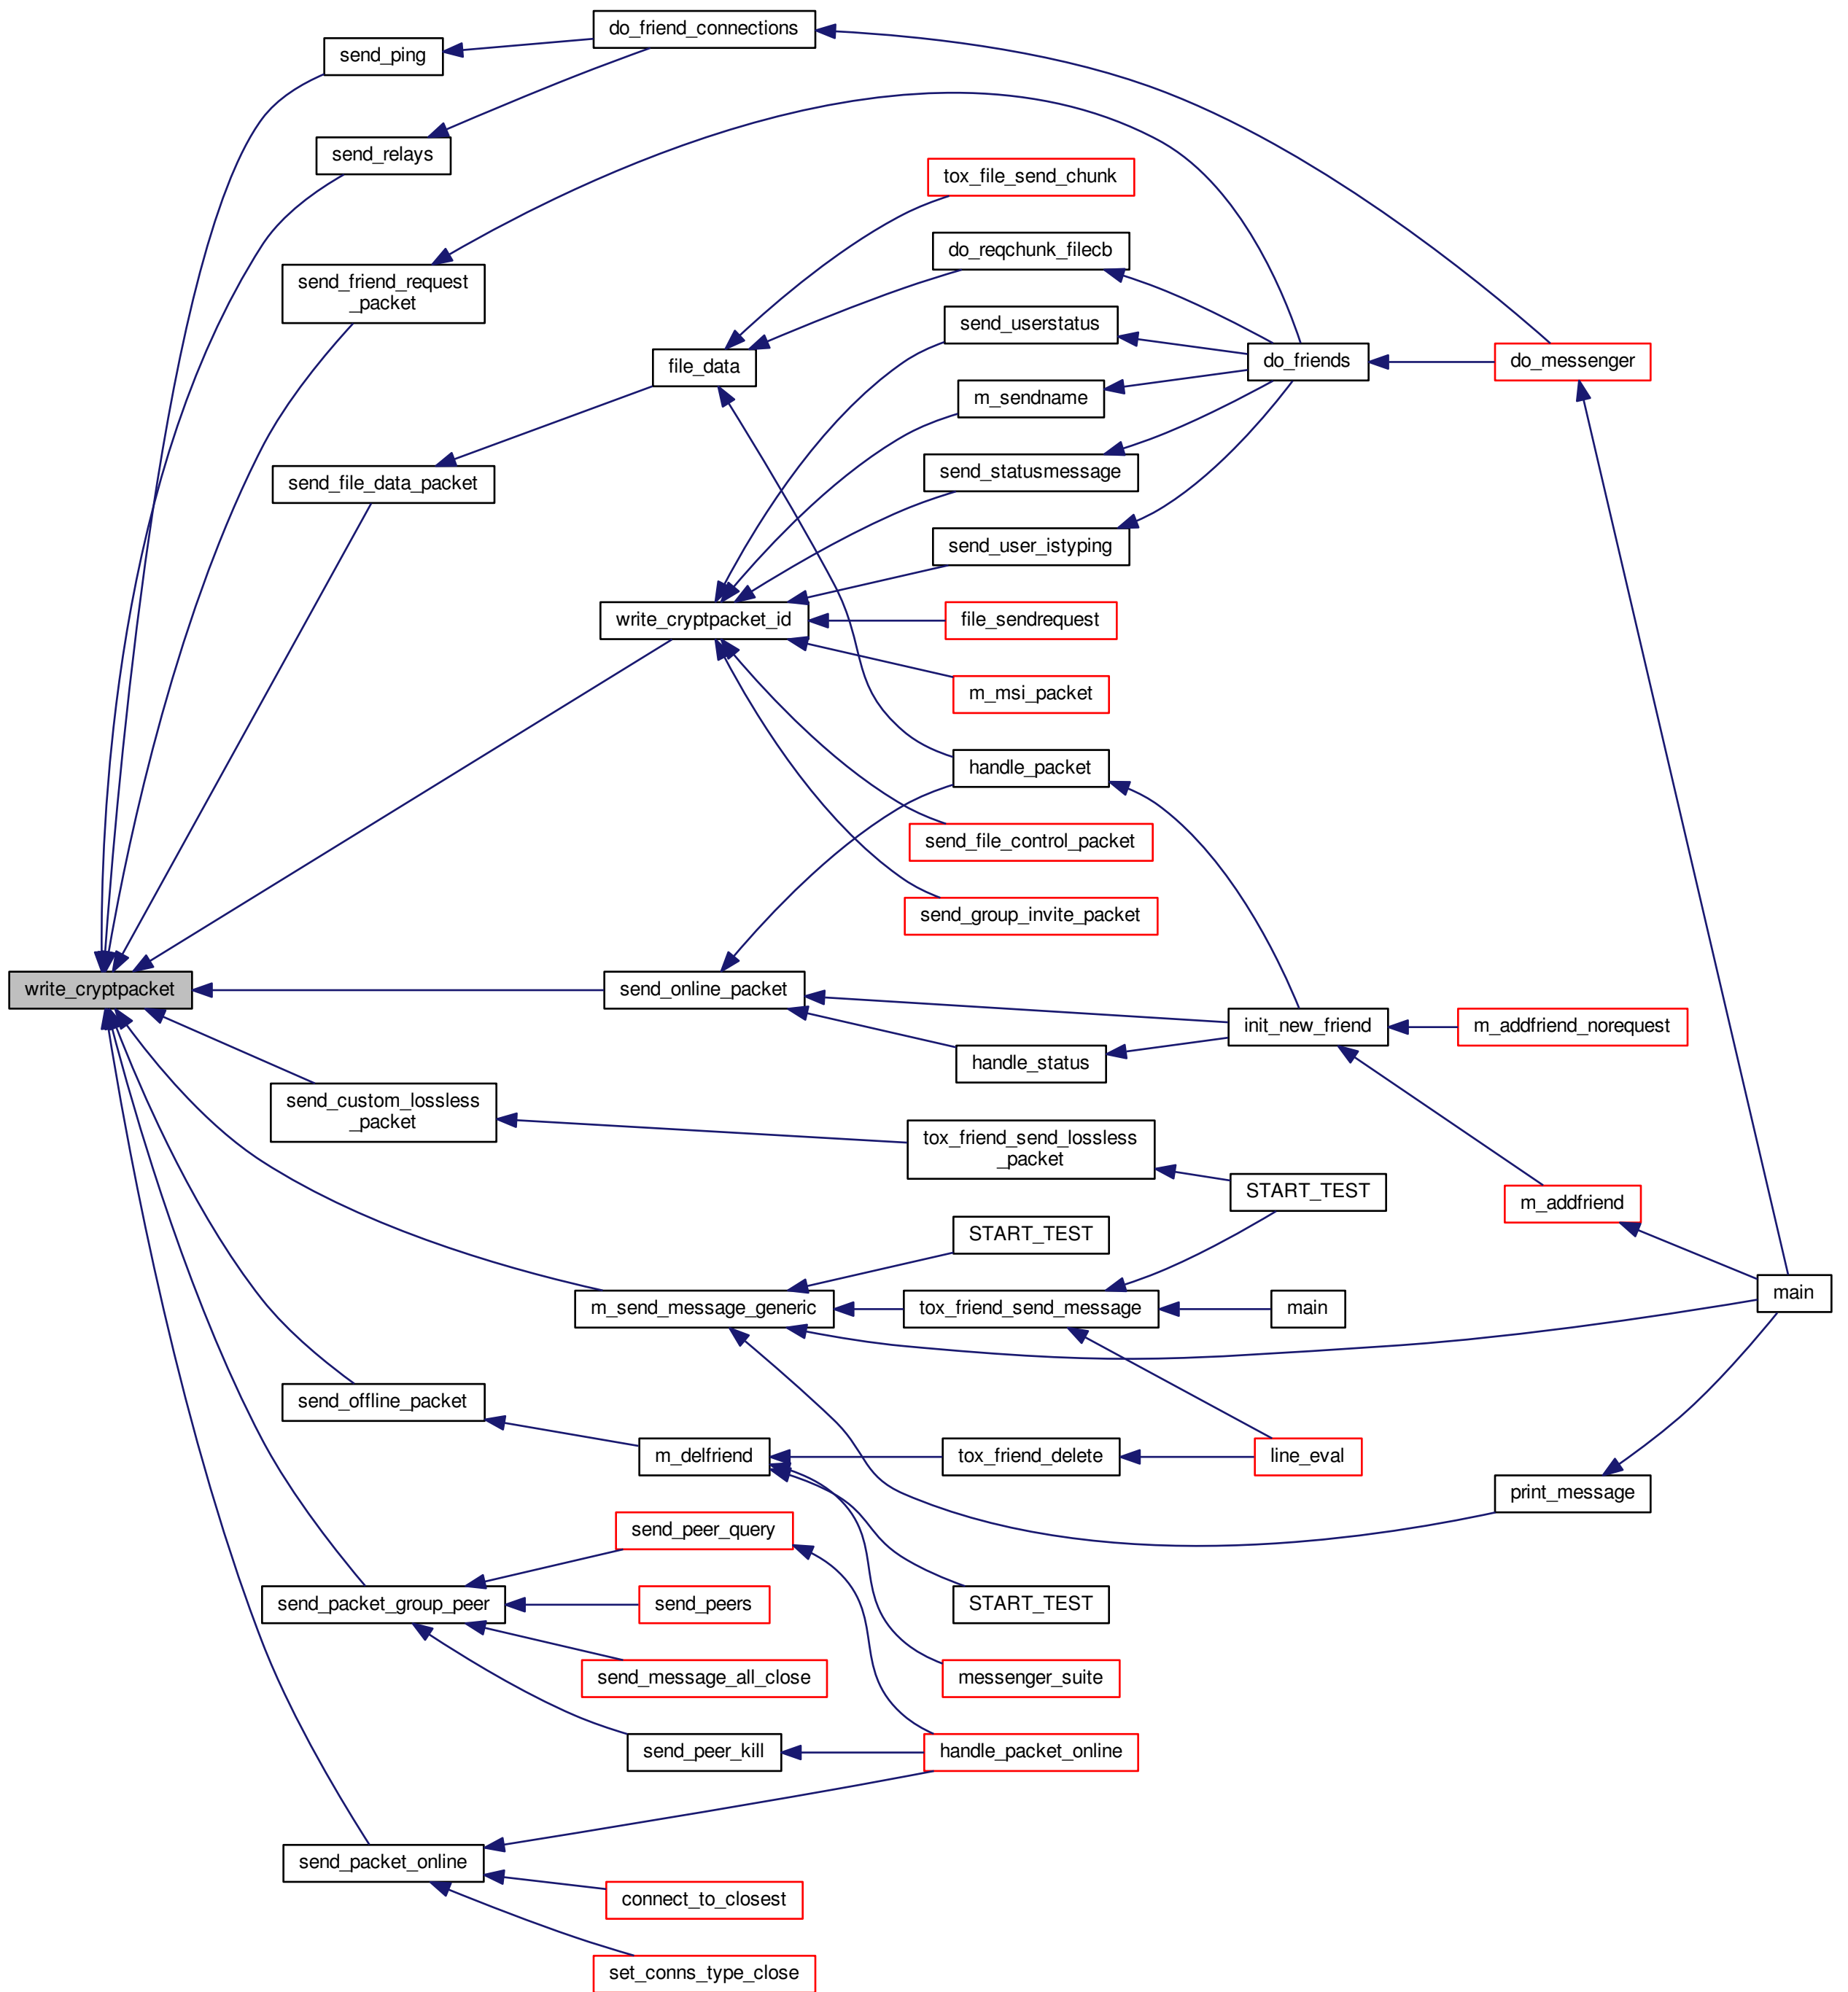 do_friend_connections
send_ping
send_relays
tox_file_send_chunk
do_reqchunk_filecb
send_friend_request
_packet
send_userstatus
file_data
do_friends
do_messenger
m_sendname
send_statusmessage
send_file_data_packet
send_user_istyping
write_cryptpacket_id
file_sendrequest
m_msi_packet
handle_packet
send_file_control_packet
send_group_invite_packet
write_cryptpacket
send_online_packet
init_new_friend
m_addfriend_norequest
handle_status
send_custom_lossless
_packet
tox_friend_send_lossless
_packet
START_TEST
m_addfriend
START_TEST
main
m_send_message_generic
tox_friend_send_message
main
send_offline_packet
m_delfriend
tox_friend_delete
line_eval
print_message
send_peer_query
send_packet_group_peer
send_peers
START_TEST
send_message_all_close
messenger_suite
send_peer_kill
handle_packet_online
send_packet_online
connect_to_closest
set_conns_type_close